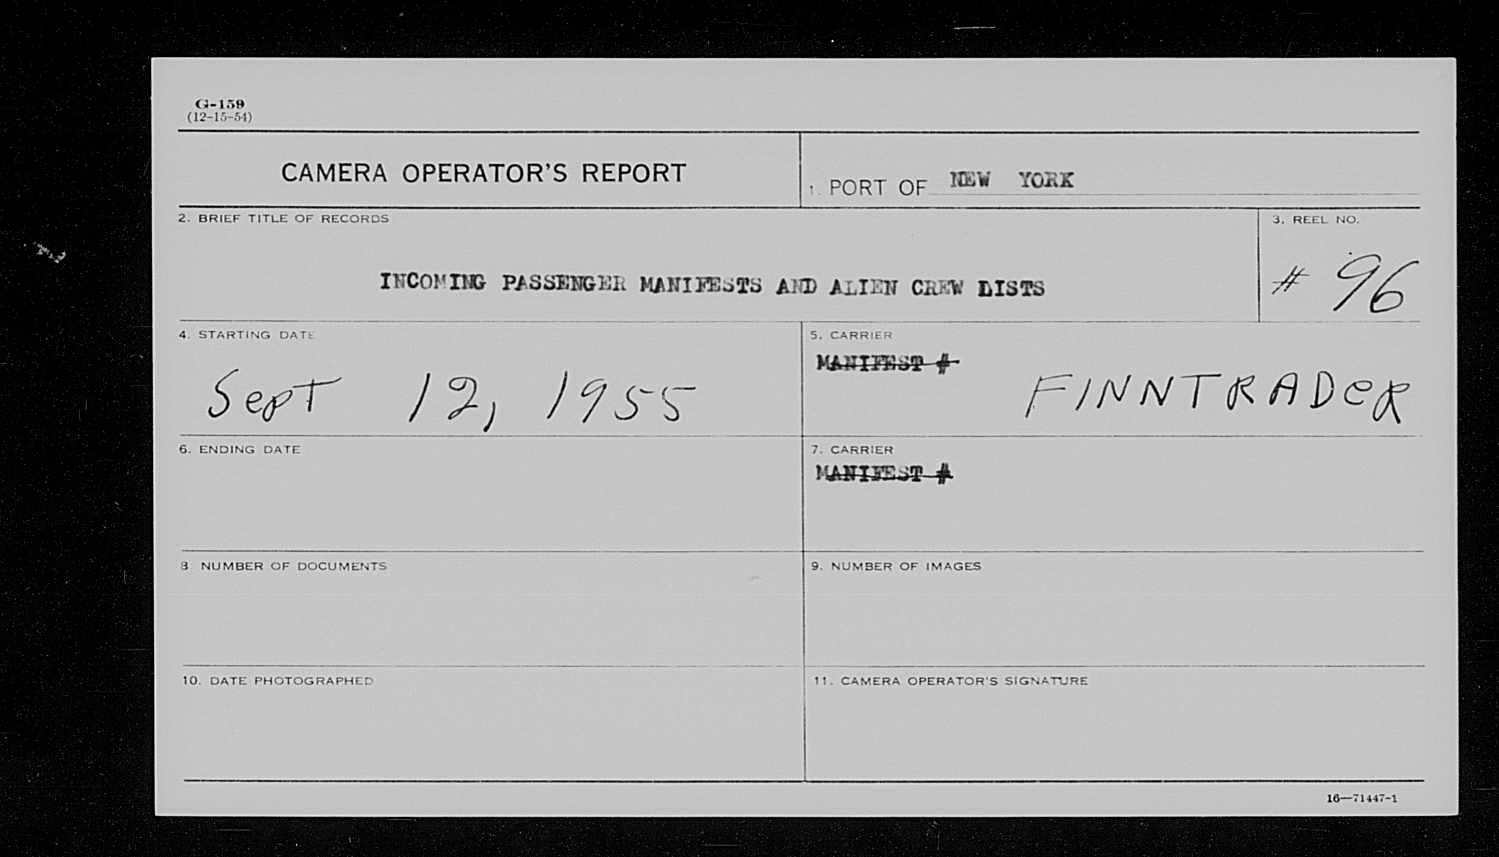 G-159
(12-15-54)
CAMERA OPERATOR'S REPORT
1. PORT OF NEW YORK
2. BRIEF TITLE OF RECORDS
3. REEL NO.
INCOMING PASSENGER MANIFESTS AND ALIEN CREW LISTS
# 96
4. STARTING DATE
5. CARRIER
MANIFEST #
Sept 12, 1955
FINNTRADER
6. ENDING DATE
7. CARRIER
MANIFEST #
8 NUMBER OF DOCUMENTS
9. NUMBER OF IMAGES
10. DATE PHOTOGRAPHED
11. CAMERA OPERATOR'S SIGNATURE
16—71447-1